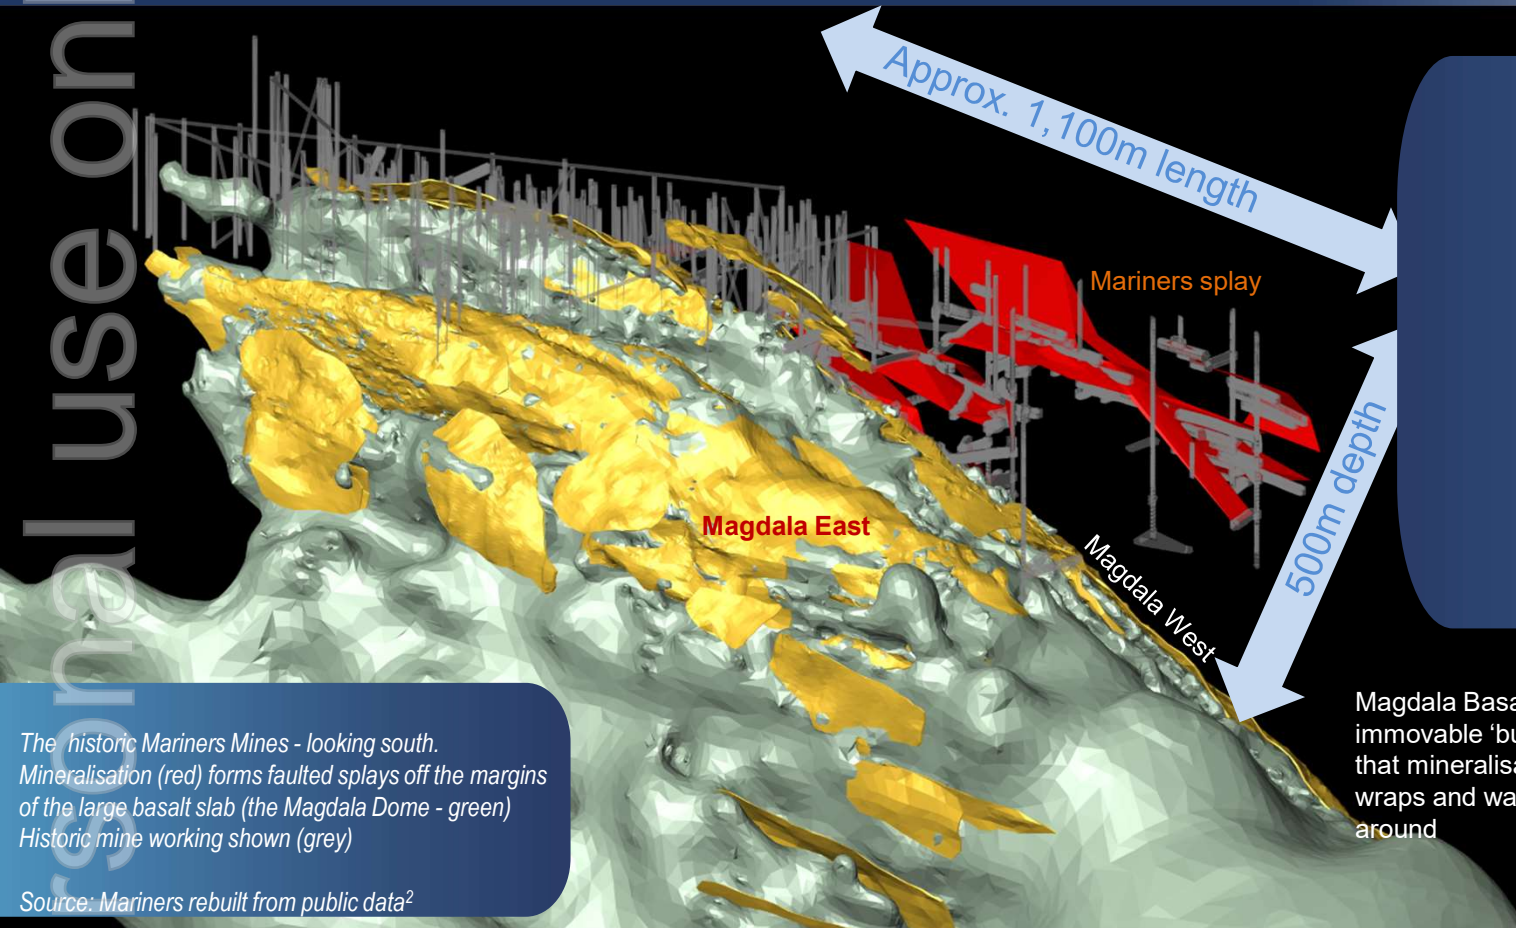 Approx. 1,100m length
Mariners splay
500m depth
Magdala East
Magdala West
Magdala
immovable
that
wraps and
around
The historic Mariners Mines - looking south.
Mineralisation (red) forms faulted splays off the margins
of the large basalt slab (the Magdala Dome - green)
Historic mine working shown (grey)
Source: Mariners rebuilt from public data²
use